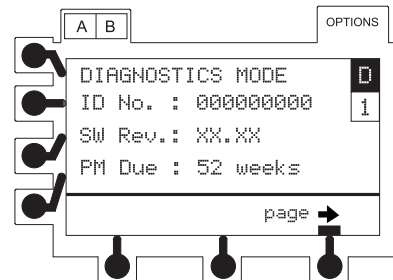 A B
OPTIONS
DIAGNOSTICS MODE
D
ID No. : 000000000
1
SW Rev.: XX.XX
PM Due : 52 weeks
page